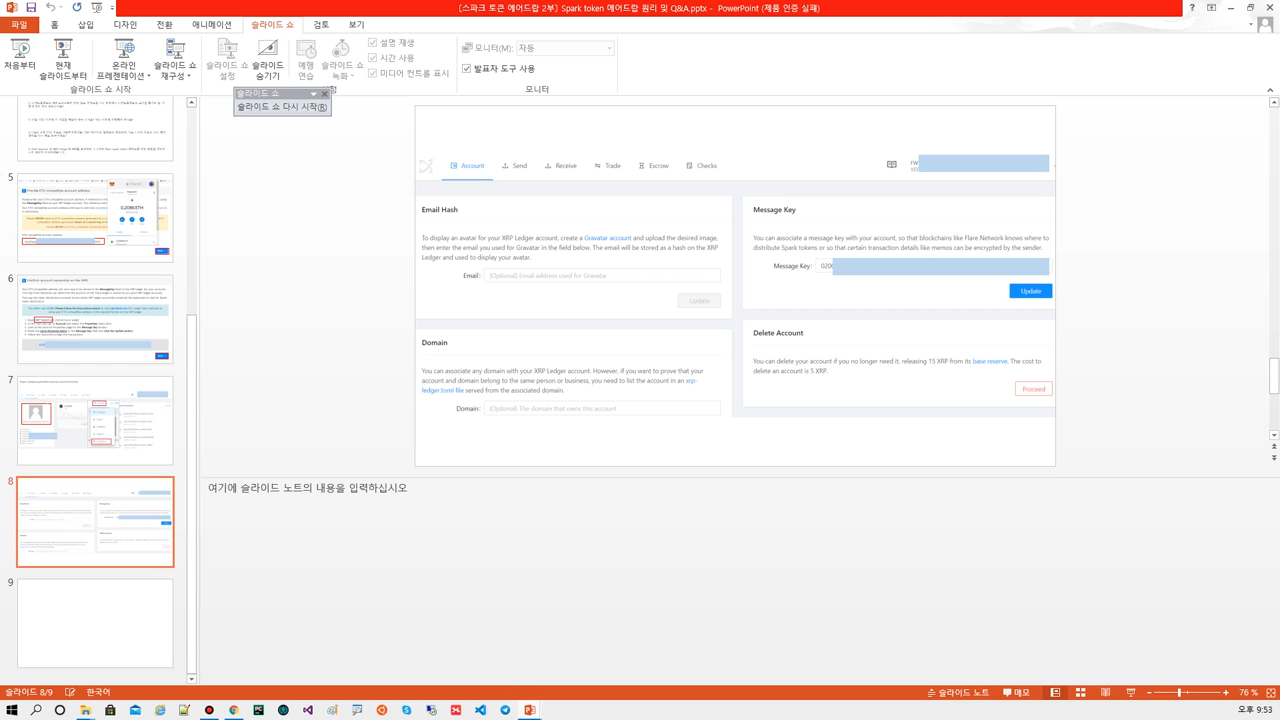 [스파크 토큰 에어드랍 2부] Spark token 에어드랍 원리 및 Q&A.pptx - PowerPoint (제품 인증 실패)
파일 홈 삽입 디자인 전환 애니메이션 슬라이드 쇼 검토 보기
처음부터
현재 슬라이드부터
온라인 프레젠테이션
슬라이드 쇼 재구성
슬라이드 쇼 설정
슬라이드 숨기기
예행 연습
슬라이드 쇼 녹화
설명 재생
시간 사용
미디어 컨트롤 표시
모니터(M): 자동
발표자 도구 사용
슬라이드 쇼 시작
모니터
슬라이드 쇼
슬라이드 쇼 다시 시작(R)
5
6
7
8
9
Account Send Receive Trade Escrow Checks
rw
Email Hash
To display an avatar for your XRP Ledger account, create a Gravatar account and upload the desired image,
then enter the email you used for Gravatar in the field below. The email will be stored as a hash on the XRP
Ledger and used to display your avatar.
Email: (Optional) Email address used for Gravatar
Update
Domain
You can associate any domain with your XRP Ledger account. However, if you want to prove that your
account and domain belong to the same person or business, you need to list the account in an xrp-
ledger.toml file served from the associated domain.
Domain: (Optional) The domain that owns this account
Message Key
You can associate a message key with your account, so that blockchains like Flare Network knows where to
distribute Spark tokens or so that certain transaction details like memos can be encrypted by the sender.
Message Key: 020
Update
Delete Account
You can delete your account if you no longer need it, releasing 15 XRP from its base reserve. The cost to
delete an account is 5 XRP.
Proceed
여기에 슬라이드 노트의 내용을 입력하십시오
슬라이드 8/9 한국어 슬라이드 노트 메모 76 %
오후 9:53